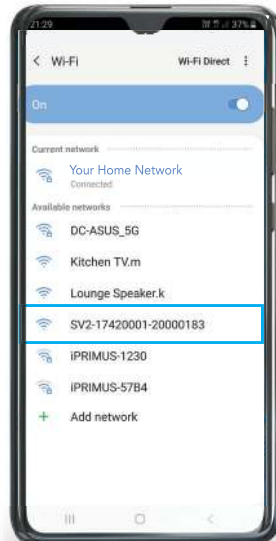 21:29 37%
Wi-Fi Wi-Fi Direct
On
Current network
Your Home Network
Connected
Available networks
DC-ASUS_5G
Kitchen TV.m
Lounge Speaker.k
SV2-17420001-20000183
iPRIMUS-1230
iPRIMUS-57B4
+ Add network